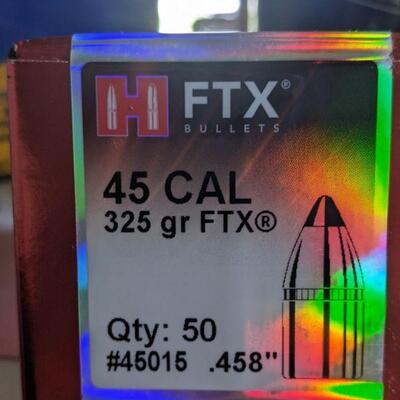 H FTX®
BULLETS
45 CAL
325 gr FTX®
Qty: 50
#45015 .458"